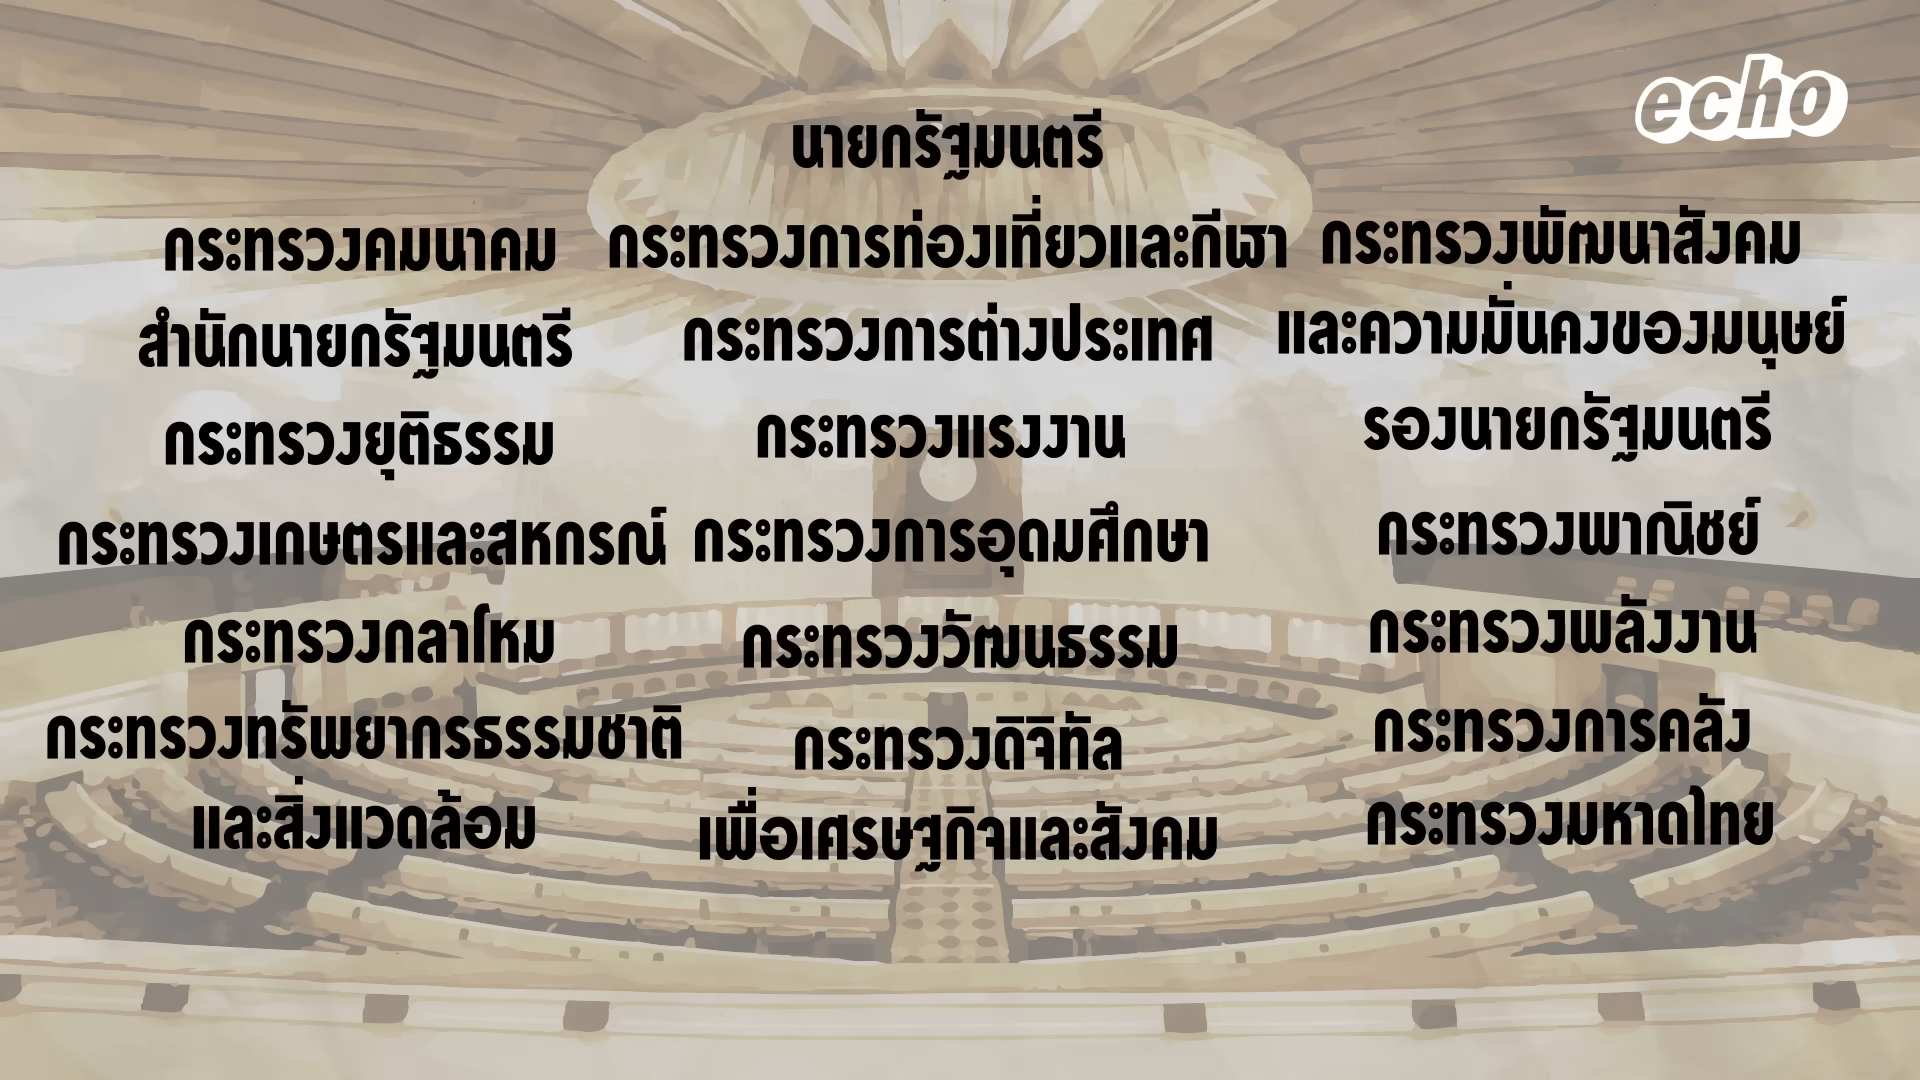 echo
นายกรัฐมนตรี
กระทรวงคมนาคม
สำนักนายกรัฐมนตรี
กระทรวงยุติธรรม
กระทรวงเกษตรและสหกรณ์
กระทรวงกลาโหม
กระทรวงทรัพยากรธรรมชาติ
และสิ่งแวดล้อม
กระทรวงการท่องเที่ยวและกีฬา
กระทรวงการต่างประเทศ
กระทรวงแรงงาน
กระทรวงการอุดมศึกษา
กระทรวงวัฒนธรรม
กระทรวงดิจิทัล
เพื่อเศรษฐกิจและสังคม
กระทรวงพัฒนาสังคม
และความมั่นคงของมนุษย์
รองนายกรัฐมนตรี
กระทรวงพาณิชย์
กระทรวงพลังงาน
กระทรวงการคลัง
กระทรวงมหาดไทย